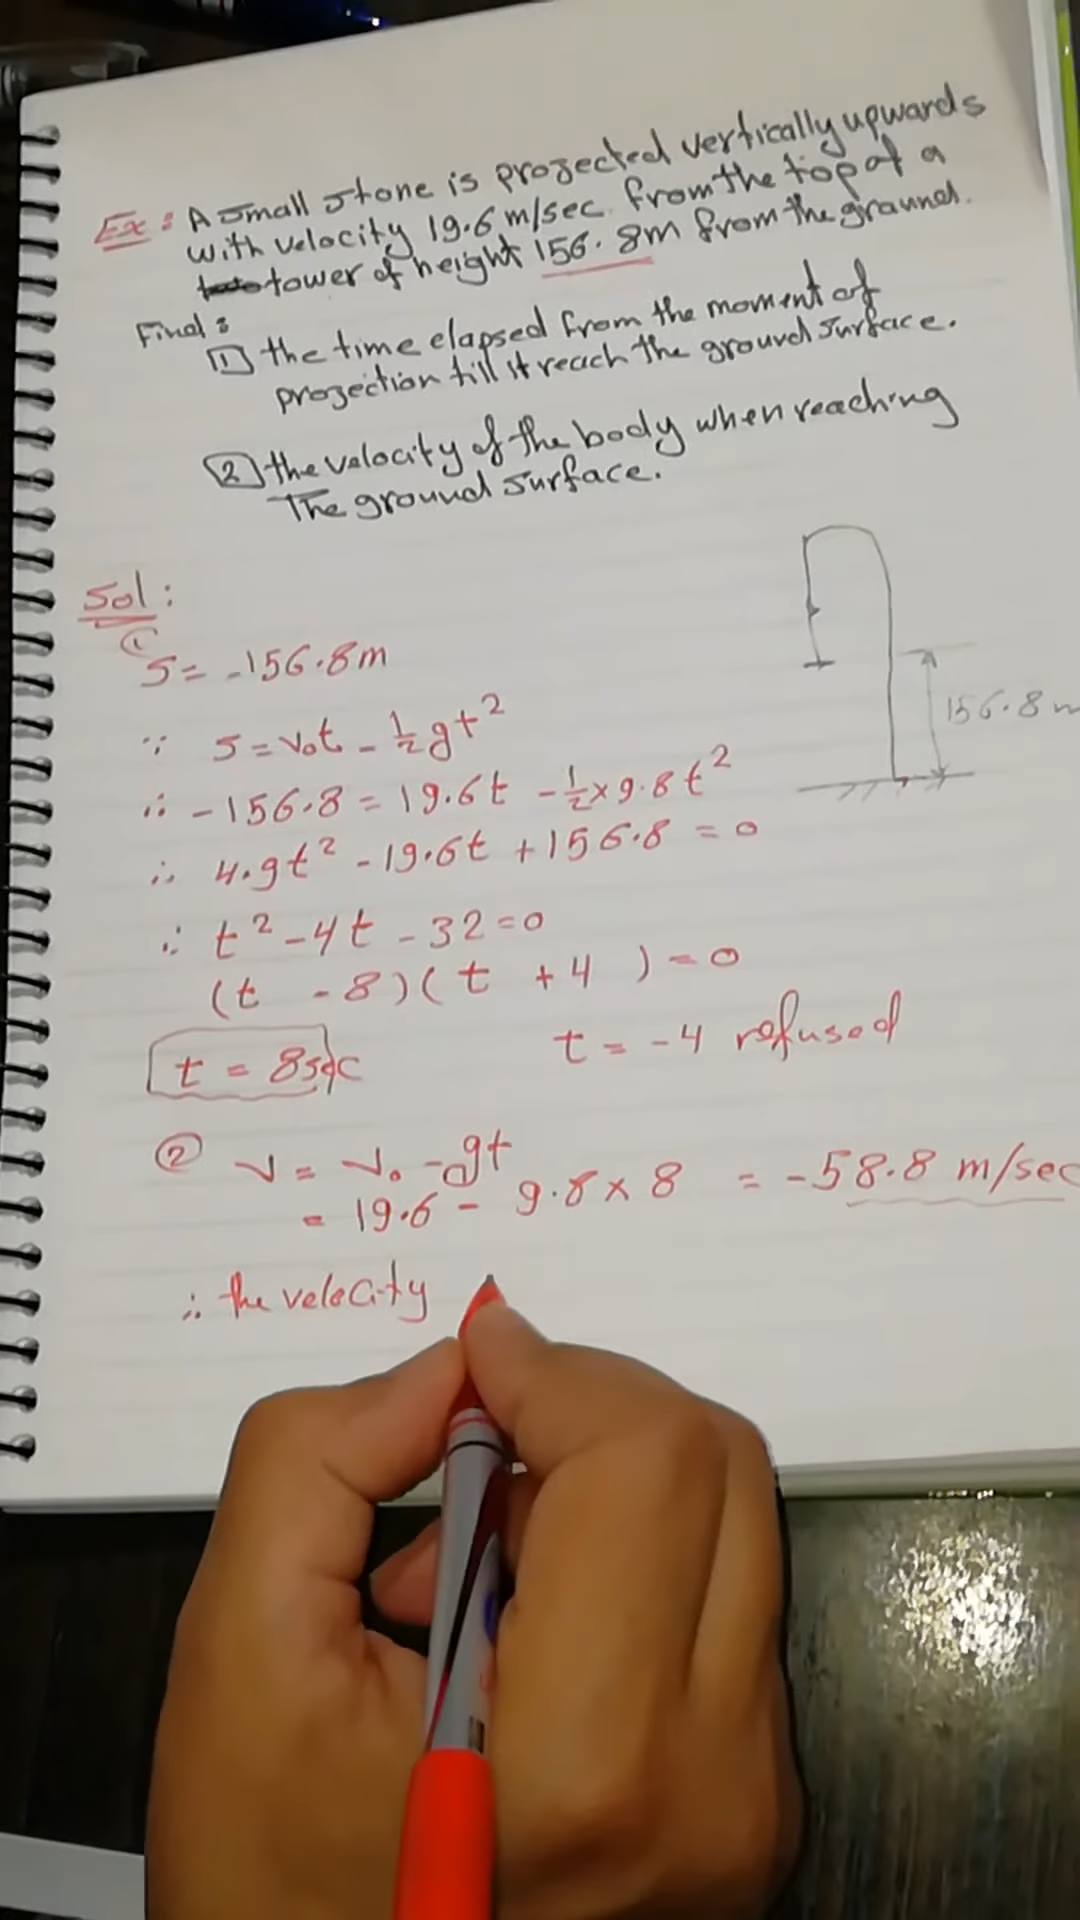 Ex: A small stone is projected vertically upwards
with velocity 19.6 m/sec. from the top of a
tower of height 156.8m from the ground.
Find:
1 the time elapsed from the moment of
projection till it reach the ground surface.
2 the velocity of the body when reaching
The ground surface.
Sol:
①
S = -156.8m
∵ S = V₀t - ½gt²
∴ -156.8 = 19.6t - ½×9.8t²
∴ 4.9t² - 19.6t + 156.8 = 0
∴ t² - 4t - 32 = 0
(t - 8)(t + 4) = 0
t = 8sec t = -4 refused
② V = V₀ - gt
= 19.6 - 9.8 × 8 = -58.8 m/sec
∴ the velocity
156.8m